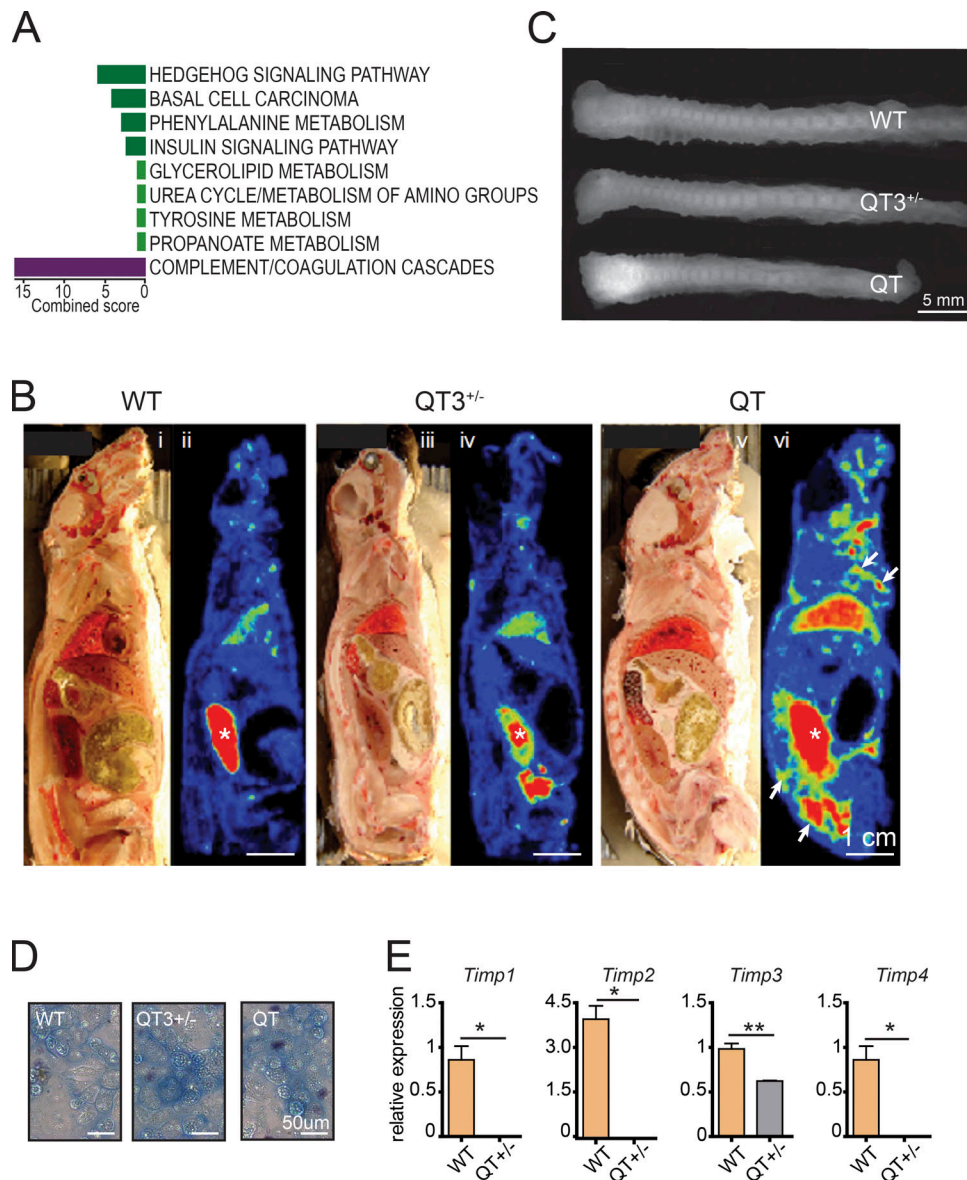 A
HEDGEHOG SIGNALING PATHWAY
BASAL CELL CARCINOMA
PHENYLALANINE METABOLISM
INSULIN SIGNALING PATHWAY
GLYCEROLIPID METABOLISM
UREA CYCLE/METABOLISM OF AMINO GROUPS
TYROSINE METABOLISM
PROPANOATE METABOLISM
COMPLEMENT/COAGULATION CASCADES
15 10 5 0
Combined score
C
WT
QT3+/-
QT
5 mm
B
WT QT3+/- QT
i ii iii iv v vi
* * *
1 cm
D
WT QT3+/- QT
50um
E
Timp1 Timp2 Timp3 Timp4
relative expression
1.5 4.5 1.5 1.5
* * ** *
1 3.0 1 1
0.5 1.5 0.5 0.5
0 0 0 0
WT QT+/- WT QT+/- WT QT+/- WT QT+/-